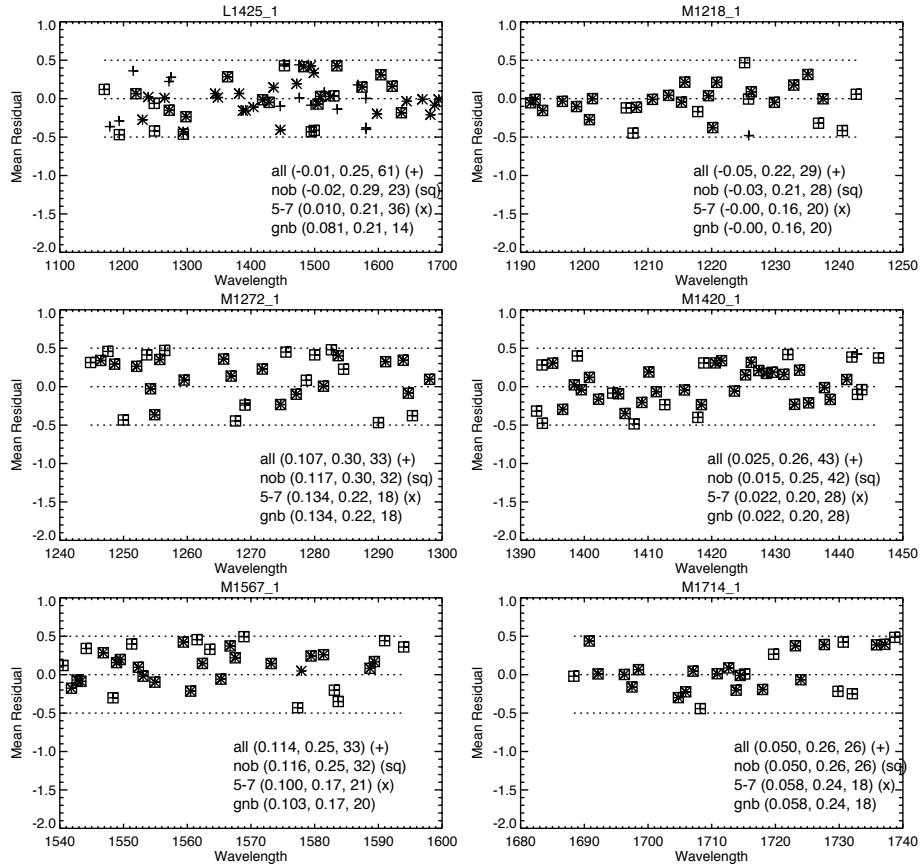 L1425_1
Mean Residual
1.0
0.5
0.0
-0.5
-1.0
-1.5
-2.0
all (-0.01, 0.25, 61) (+)
nob (-0.02, 0.29, 23) (sq)
5-7 (0.010, 0.21, 36) (x)
gnb (0.081, 0.21, 14)
1100 1200 1300 1400 1500 1600 1700
Wavelength
M1218_1
Mean Residual
1.0
0.5
0.0
-0.5
-1.0
-1.5
-2.0
all (-0.05, 0.22, 29) (+)
nob (-0.03, 0.21, 28) (sq)
5-7 (-0.00, 0.16, 20) (x)
gnb (-0.00, 0.16, 20)
1190 1200 1210 1220 1230 1240 1250
Wavelength
M1272_1
Mean Residual
1.0
0.5
0.0
-0.5
-1.0
-1.5
-2.0
all (0.107, 0.30, 33) (+)
nob (0.117, 0.30, 32) (sq)
5-7 (0.134, 0.22, 18) (x)
gnb (0.134, 0.22, 18)
1240 1250 1260 1270 1280 1290 1300
Wavelength
M1420_1
Mean Residual
1.0
0.5
0.0
-0.5
-1.0
-1.5
-2.0
all (0.025, 0.26, 43) (+)
nob (0.015, 0.25, 42) (sq)
5-7 (0.022, 0.20, 28) (x)
gnb (0.022, 0.20, 28)
1390 1400 1410 1420 1430 1440 1450
Wavelength
M1567_1
Mean Residual
1.0
0.5
0.0
-0.5
-1.0
-1.5
-2.0
all (0.114, 0.25, 33) (+)
nob (0.116, 0.25, 32) (sq)
5-7 (0.100, 0.17, 21) (x)
gnb (0.103, 0.17, 20)
1540 1550 1560 1570 1580 1590 1600
Wavelength
M1714_1
Mean Residual
1.0
0.5
0.0
-0.5
-1.0
-1.5
-2.0
all (0.050, 0.26, 26) (+)
nob (0.050, 0.26, 26) (sq)
5-7 (0.058, 0.24, 18) (x)
gnb (0.058, 0.24, 18)
1680 1690 1700 1710 1720 1730 1740
Wavelength